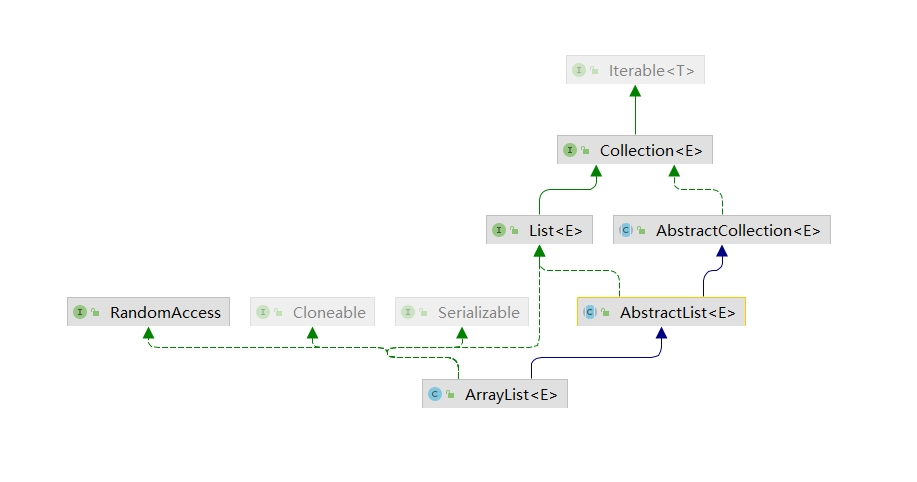 Iterable<T>
Collection<E>
List<E>
AbstractCollection<E>
RandomAccess
Cloneable
Serializable
AbstractList<E>
ArrayList<E>